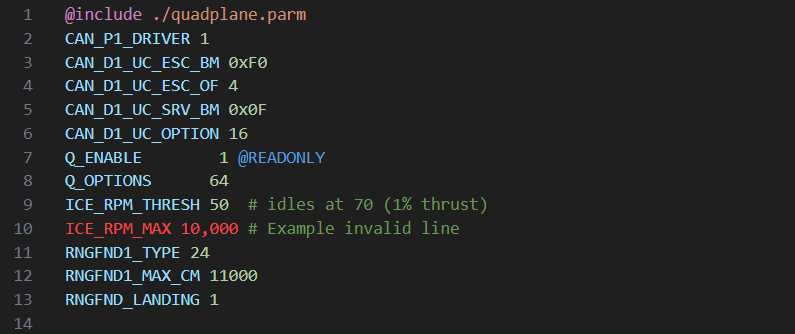 1 @include ./quadplane.parm
2 CAN_P1_DRIVER 1
3 CAN_D1_UC_ESC_BM 0xF0
4 CAN_D1_UC_ESC_OF 4
5 CAN_D1_UC_SRV_BM 0x0F
6 CAN_D1_UC_OPTION 16
7 Q_ENABLE        1 @READONLY
8 Q_OPTIONS      64
9 ICE_RPM_THRESH 50  # idles at 70 (1% thrust)
10 ICE_RPM_MAX 10,000 # Example invalid line
11 RNGFND1_TYPE 24
12 RNGFND1_MAX_CM 11000
13 RNGFND_LANDING 1
14